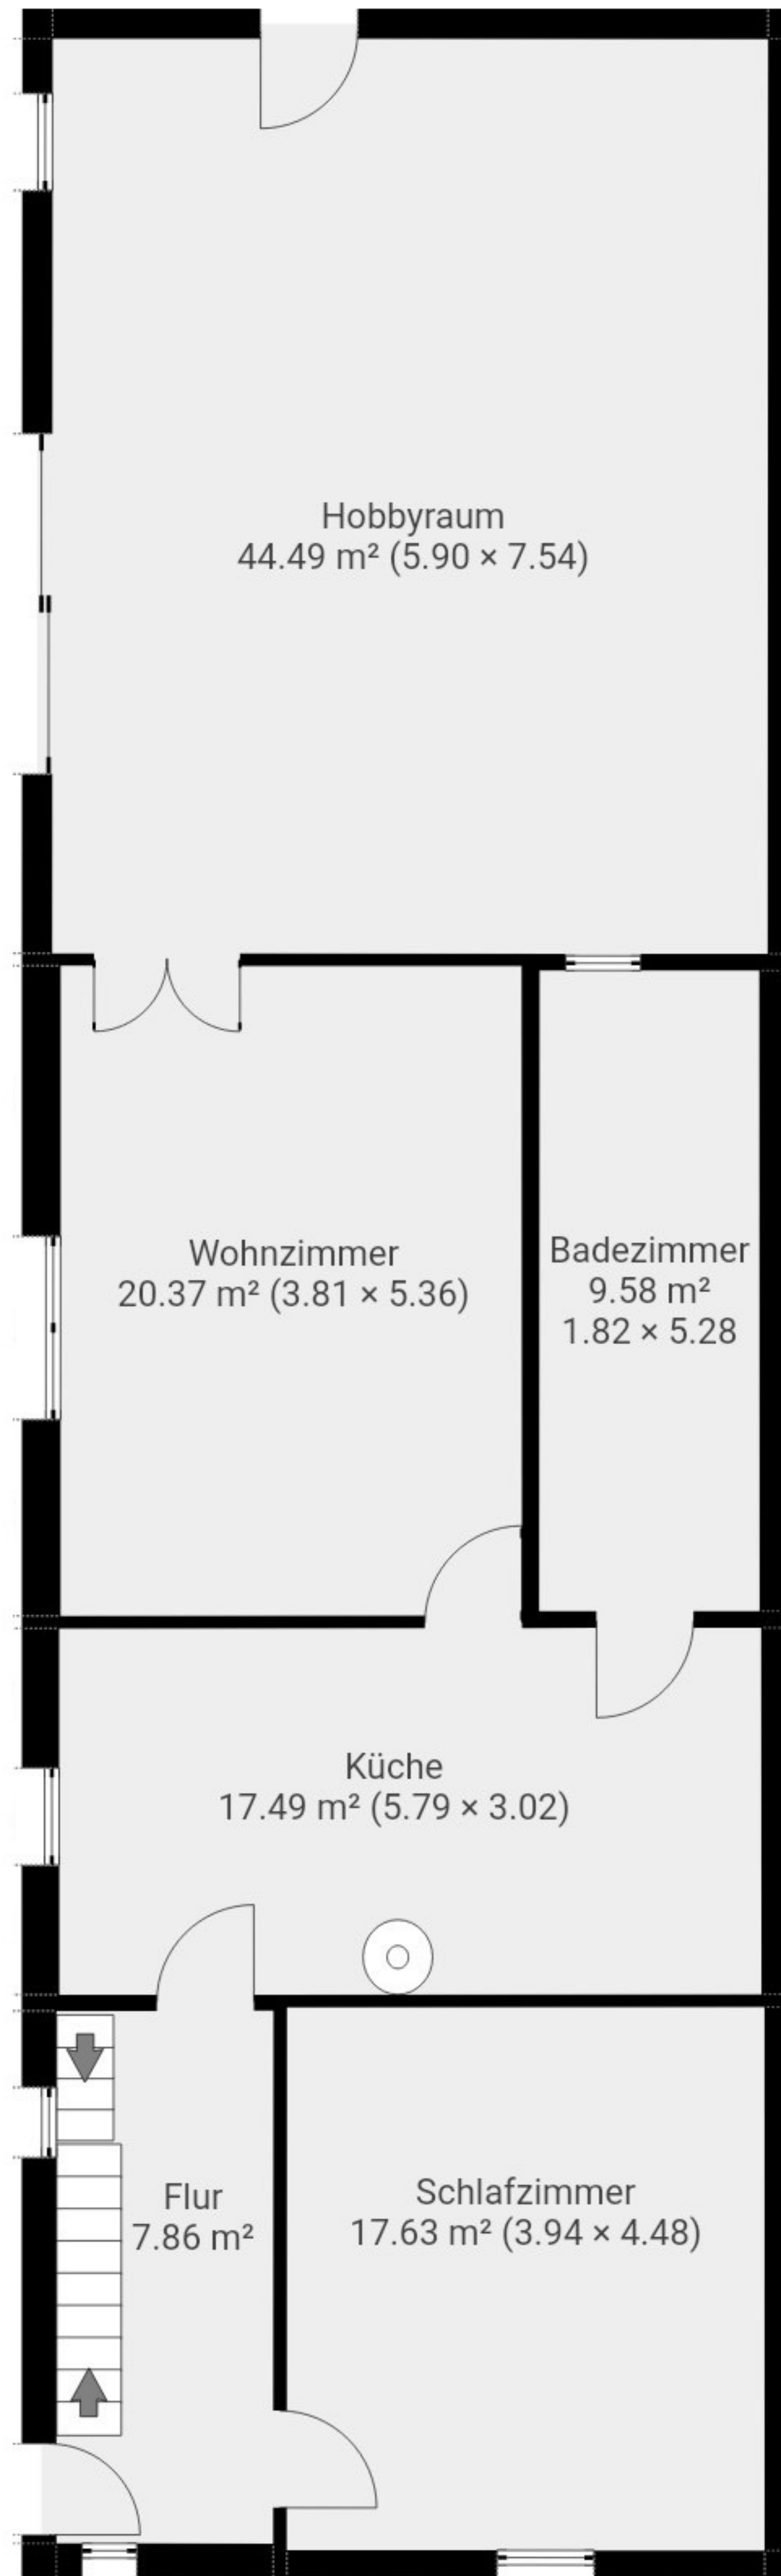 Hobbyraum
44.49 m² (5.90 × 7.54)
Wohnzimmer
20.37 m² (3.81 × 5.36)
Badezimmer
9.58 m²
1.82 × 5.28
Küche
17.49 m² (5.79 × 3.02)
Flur
7.86 m²
Schlafzimmer
17.63 m² (3.94 × 4.48)